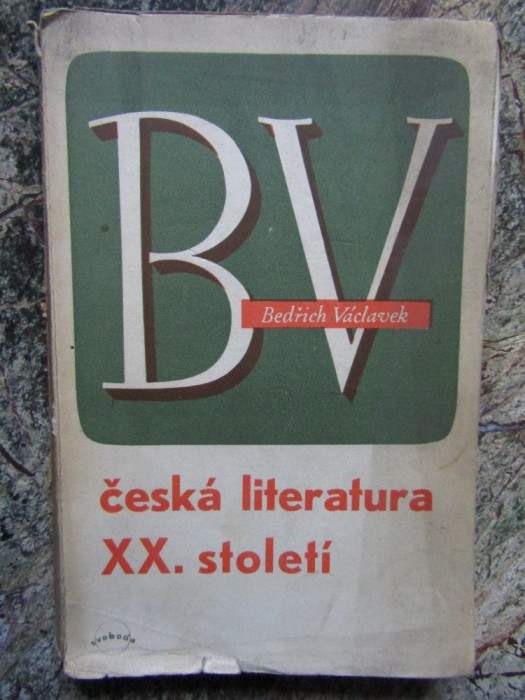 BV
Bedřich Václavek
česká literatura
XX. století
svoboda